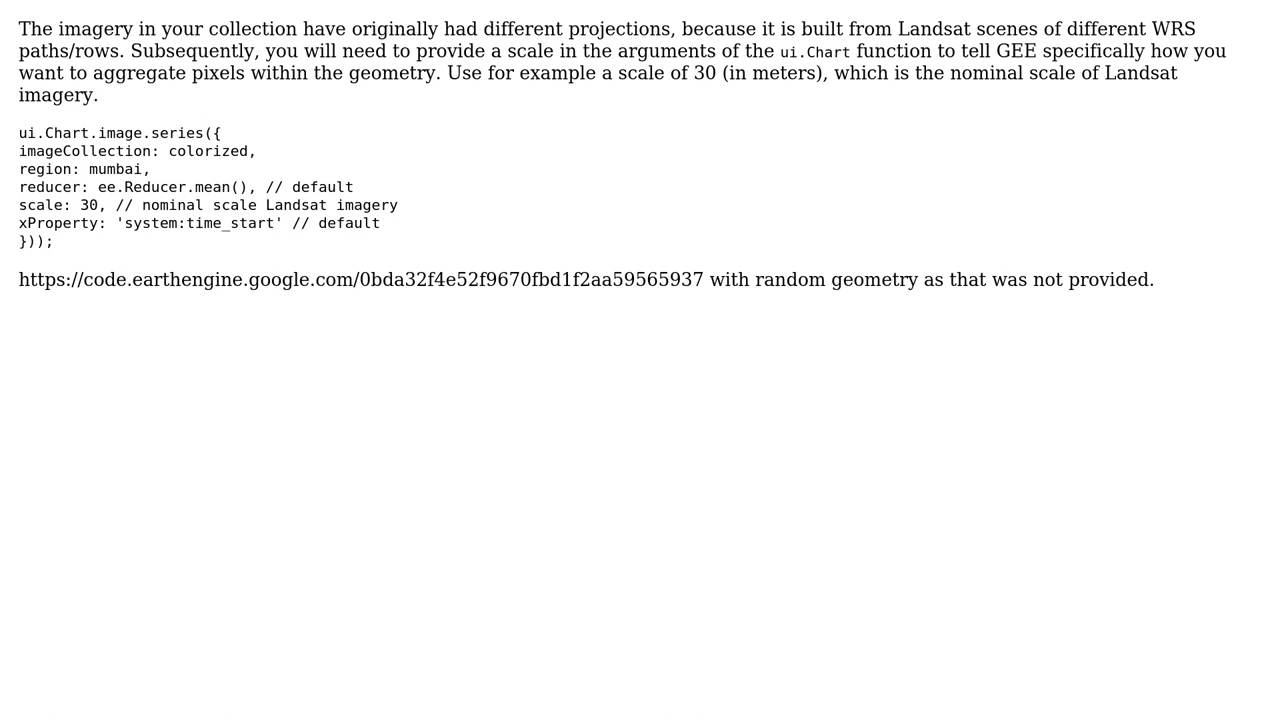 The imagery in your collection have originally had different projections, because it is built from Landsat scenes of different WRS
paths/rows. Subsequently, you will need to provide a scale in the arguments of the ui.Chart function to tell GEE specifically how you
want to aggregate pixels within the geometry. Use for example a scale of 30 (in meters), which is the nominal scale of Landsat
imagery.
ui.Chart.image.series({
imageCollection: colorized,
region: mumbai,
reducer: ee.Reducer.mean(), // default
scale: 30, // nominal scale Landsat imagery
xProperty: 'system:time_start' // default
}));
https://code.earthengine.google.com/0bda32f4e52f9670fbd1f2aa59565937 with random geometry as that was not provided.